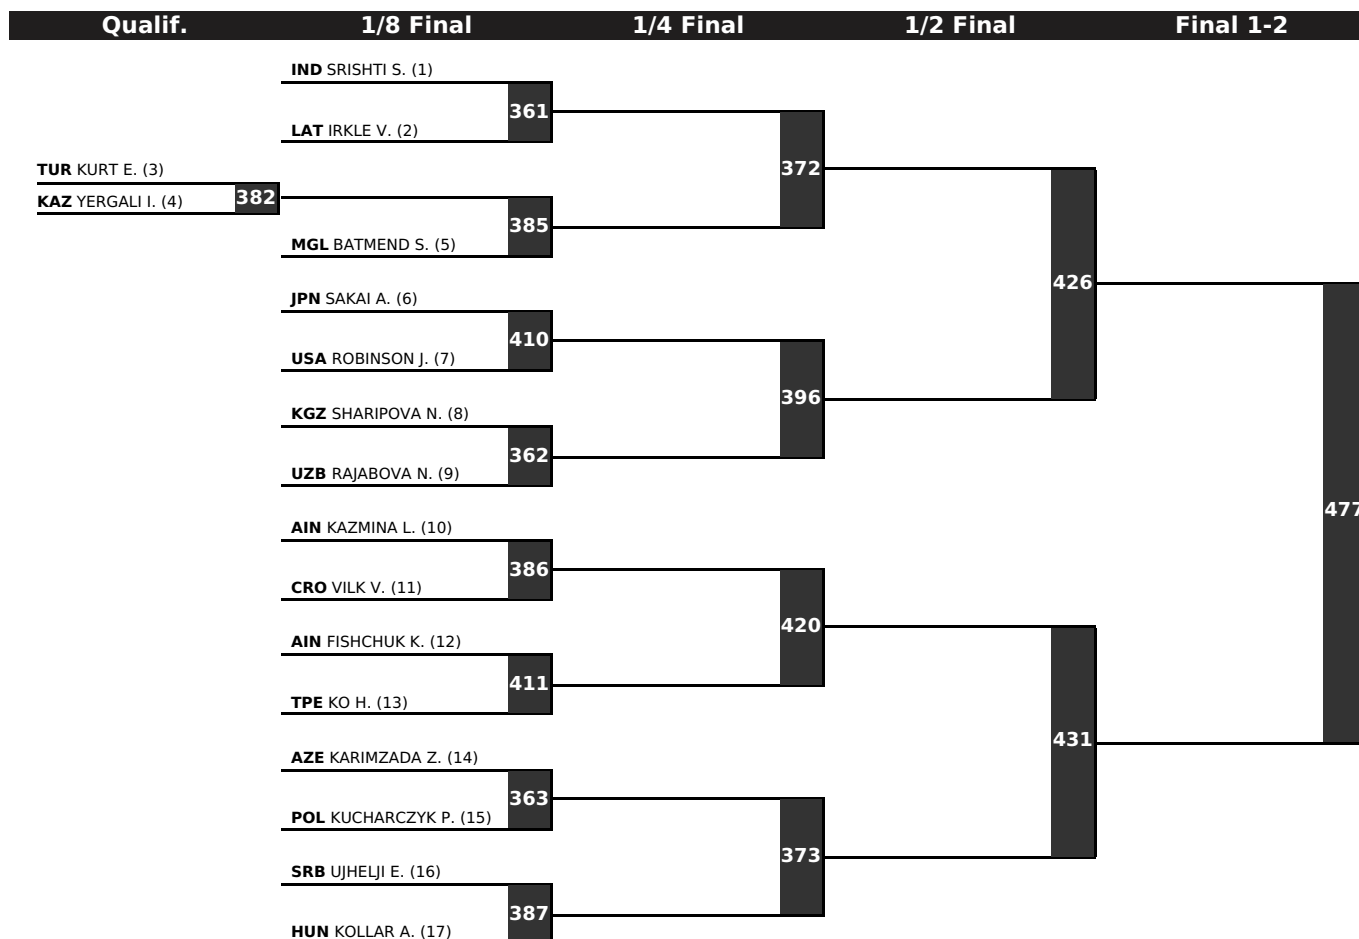 Qualif. 1/8 Final 1/4 Final 1/2 Final Final 1-2
IND SRISHTI S. (1)
361
LAT IRKLE V. (2)
372
TUR KURT E. (3)
382
KAZ YERGALI I. (4)
385
MGL BATMEND S. (5)
426
JPN SAKAI A. (6)
410
USA ROBINSON J. (7)
396
KGZ SHARIPOVA N. (8)
362
UZB RAJABOVA N. (9)
477
AIN KAZMINA L. (10)
386
CRO VILK V. (11)
420
AIN FISHCHUK K. (12)
411
TPE KO H. (13)
431
AZE KARIMZADA Z. (14)
363
POL KUCHARCZYK P. (15)
373
SRB UJHELJI E. (16)
387
HUN KOLLAR A. (17)